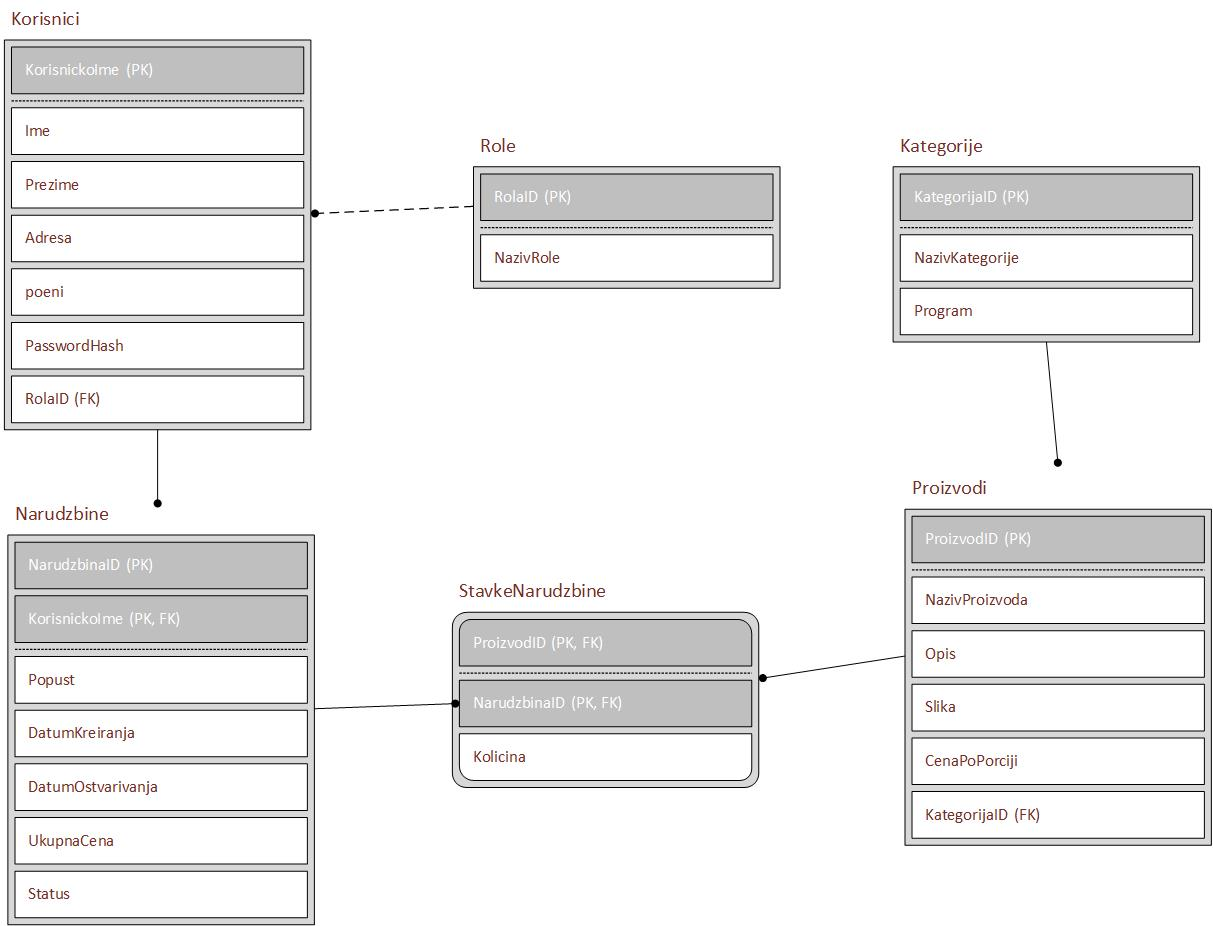 Korisnici
KorisnickoIme (PK)
Ime
Prezime
Adresa
poeni
PasswordHash
RolaID (FK)
Role
RolaID (PK)
NazivRole
Kategorije
KategorijaID (PK)
NazivKategorije
Program
Narudzbine
NarudzbinaID (PK)
KorisnickoIme (PK, FK)
Popust
DatumKreiranja
DatumOstvarivanja
UkupnaCena
Status
StavkeNarudzbine
ProizvodID (PK, FK)
NarudzbinaID (PK, FK)
Kolicina
Proizvodi
ProizvodID (PK)
NazivProizvoda
Opis
Slika
CenaPoPorciji
KategorijaID (FK)